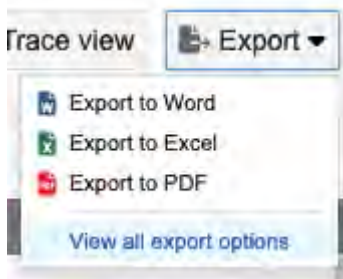 Trace view
Export
Export to Word
Export to Excel
Export to PDF
View all export options